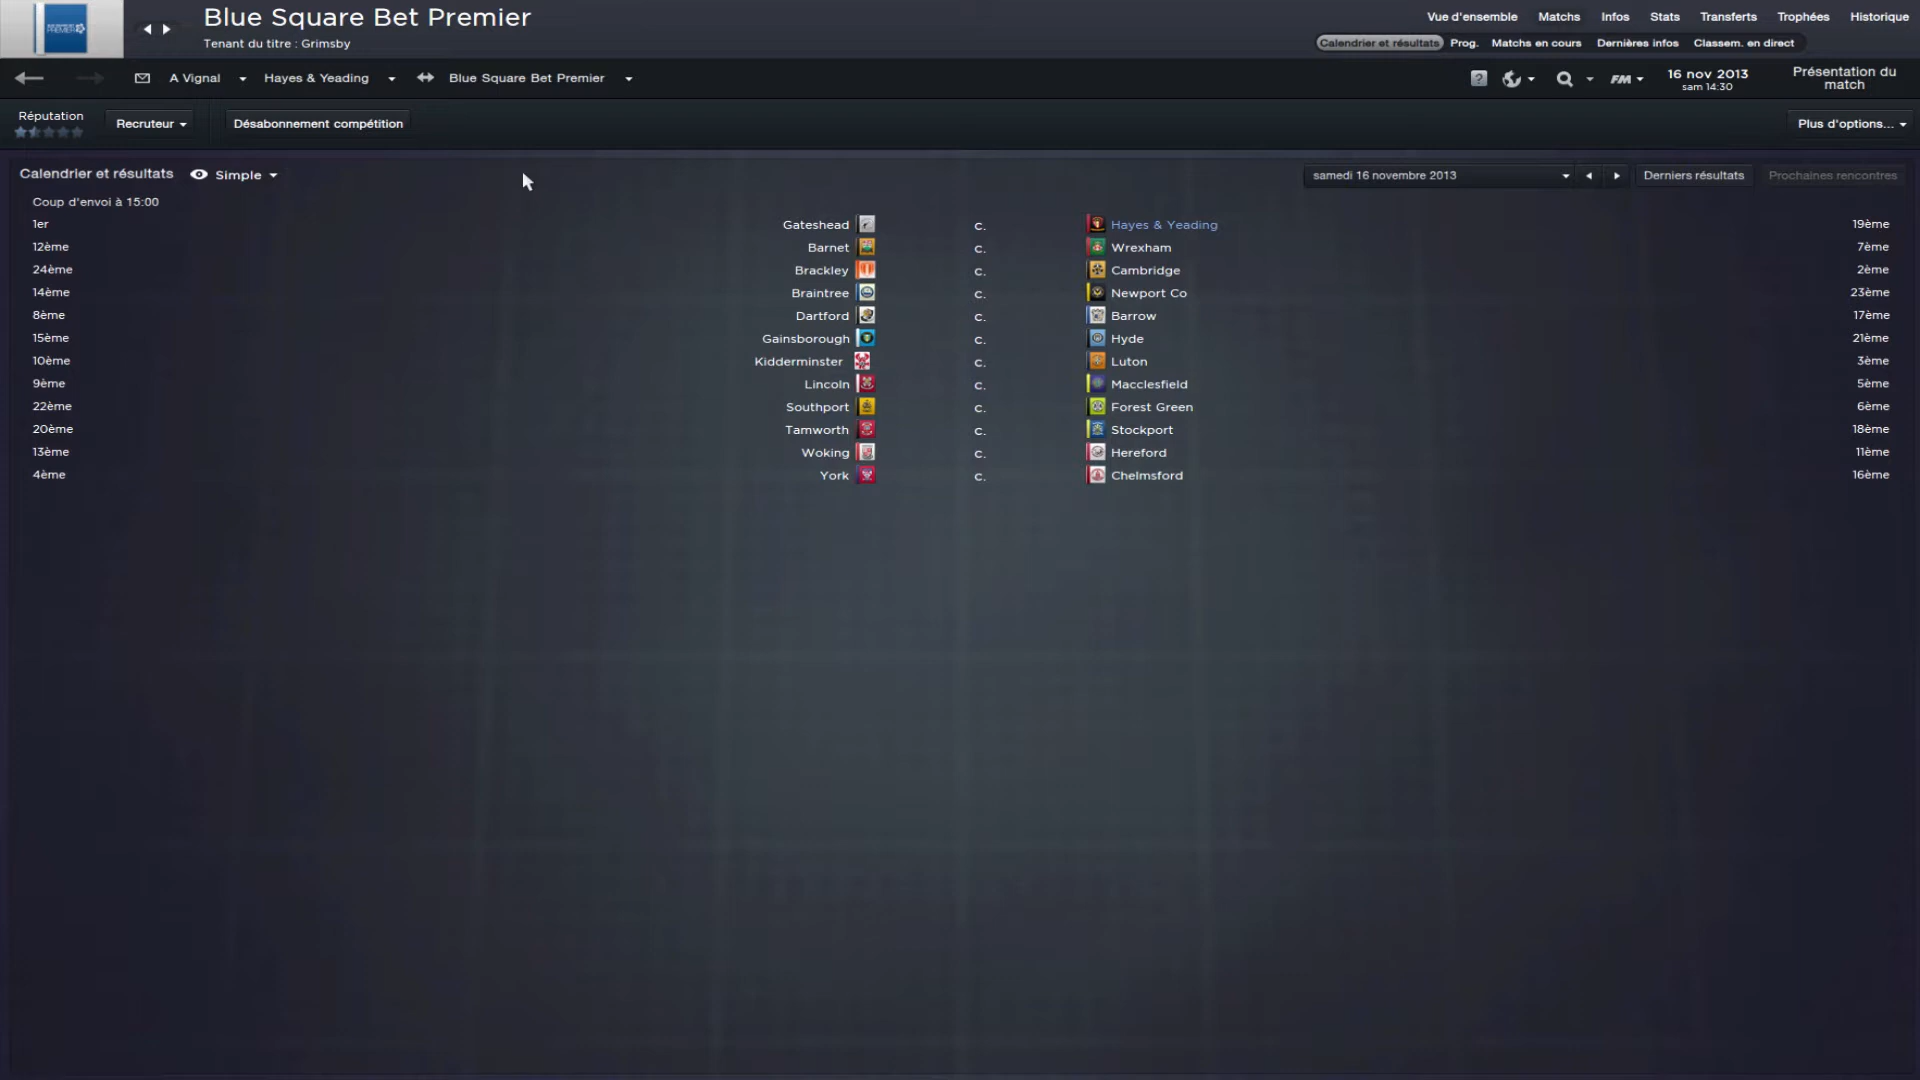 Blue Square Bet Premier
Tenant du titre : Grimsby
Vue d'ensemble Matchs Infos Stats Transferts Trophées Historique
Calendrier et résultats Prog. Matchs en cours Dernières infos Classem. en direct
A Vignal Hayes & Yeading Blue Square Bet Premier
? FM 16 nov 2013
sam 14:30
Présentation du
match
Réputation
Recruteur Désabonnement compétition Plus d'options...
Calendrier et résultats Simple samedi 16 novembre 2013 Derniers résultats Prochaines rencontres
Coup d'envoi à 15:00
1er Gateshead c. Hayes & Yeading 19ème
12ème Barnet c. Wrexham 7ème
24ème Brackley c. Cambridge 2ème
14ème Braintree c. Newport Co 23ème
8ème Dartford c. Barrow 17ème
15ème Gainsborough c. Hyde 21ème
10ème Kidderminster c. Luton 3ème
9ème Lincoln c. Macclesfield 5ème
22ème Southport c. Forest Green 6ème
20ème Tamworth c. Stockport 18ème
13ème Woking c. Hereford 11ème
4ème York c. Chelmsford 16ème